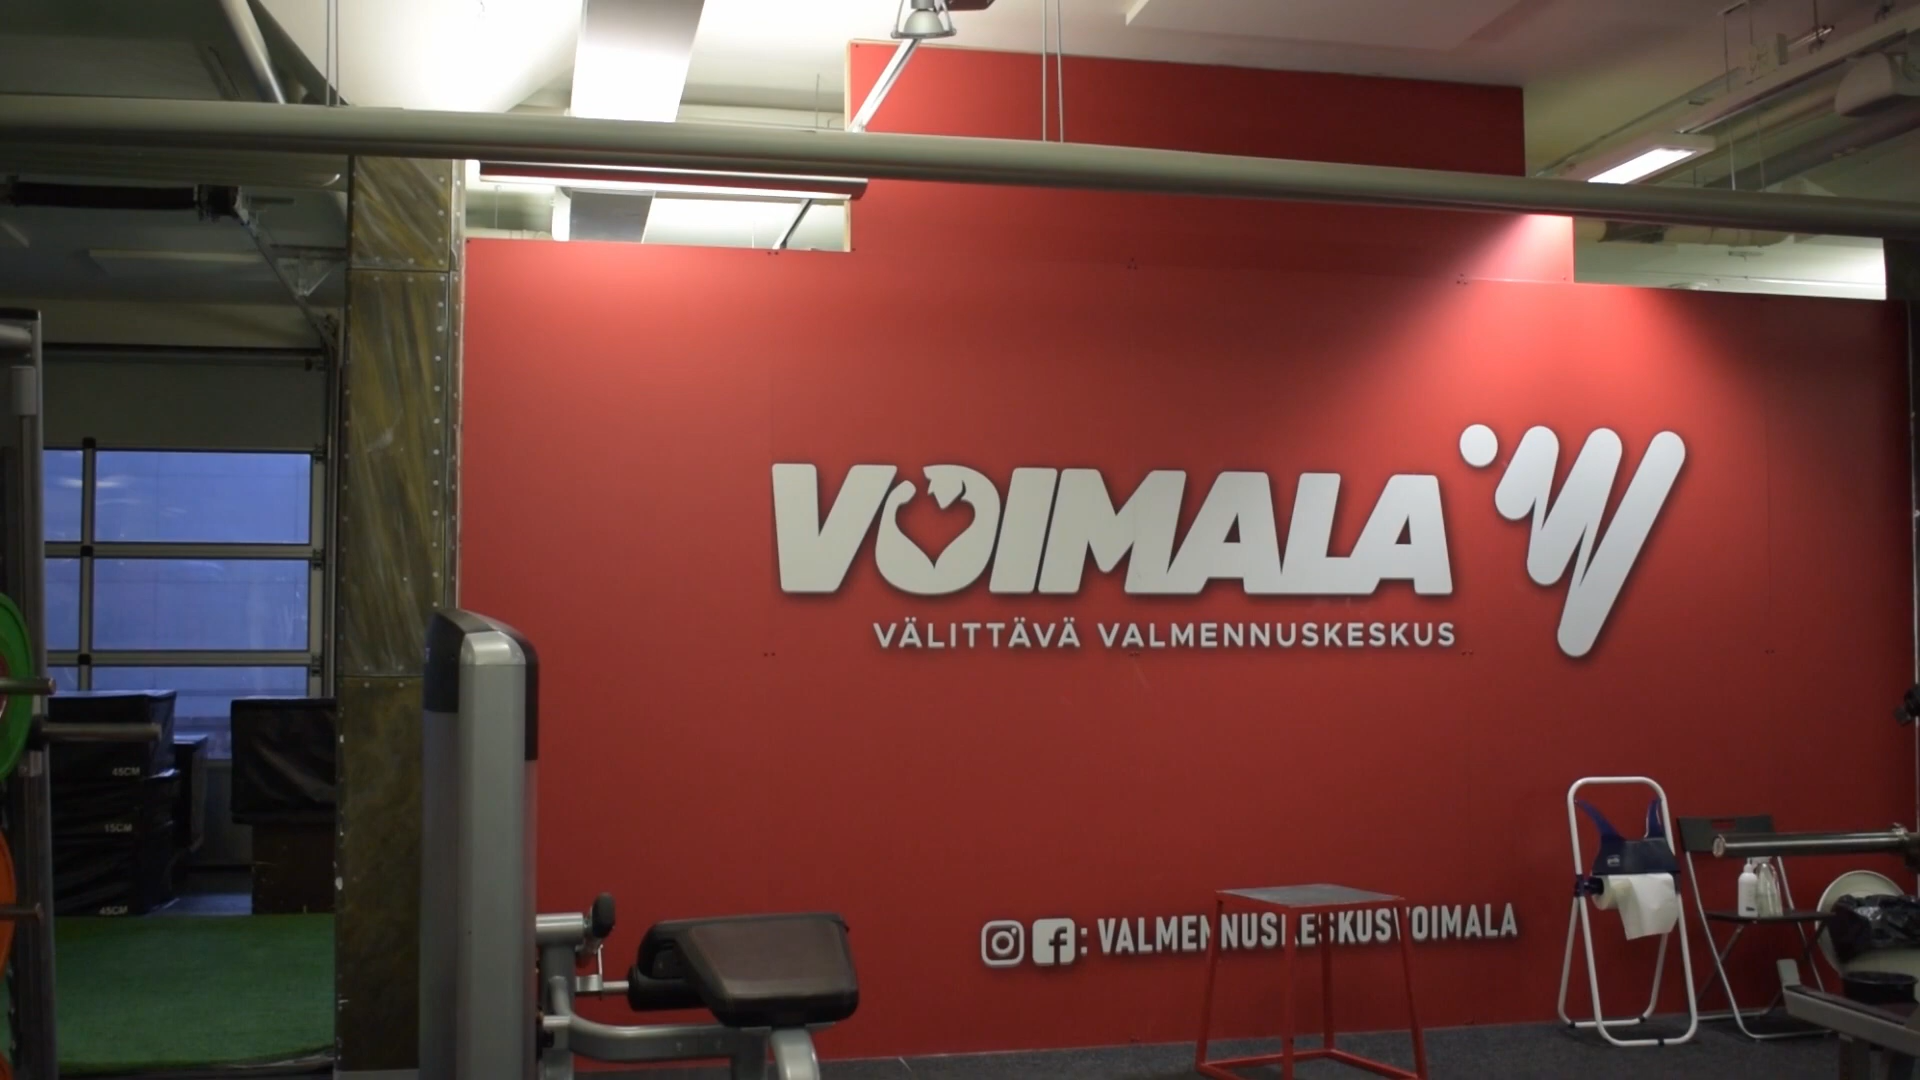 VOIMALA
VÄLITTÄVÄ VALMENNUSKESKUS
: VALMENNUSKESKUSVOIMALA
45CM
15CM
45CM